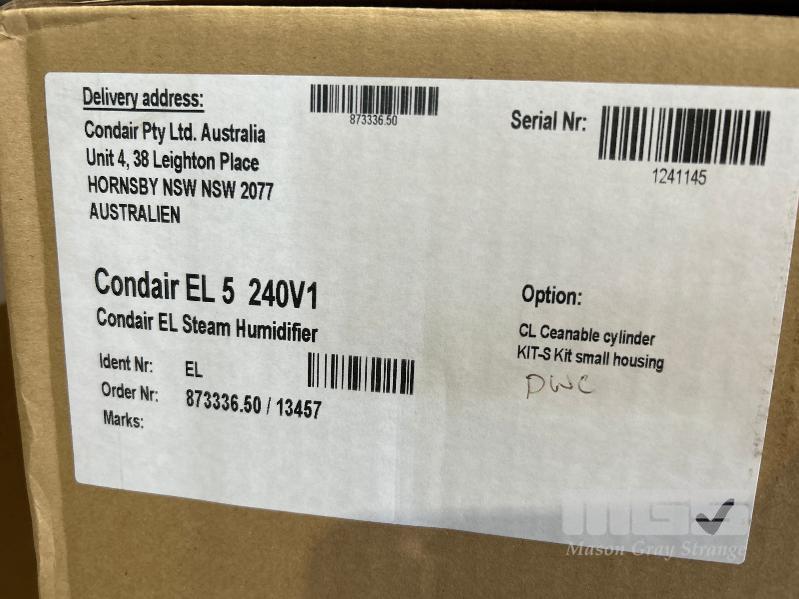 Delivery address:
Condair Pty Ltd. Australia
Unit 4, 38 Leighton Place
HORNSBY NSW NSW 2077
AUSTRALIEN
873336.50
Serial Nr:
1241145
Condair EL 5 240V1
Condair EL Steam Humidifier
Ident Nr: EL
Order Nr: 873336.50 / 13457
Marks:
Option:
CL Ceanable cylinder
KIT-S Kit small housing
DWC
MGS
Mason Gray Strange